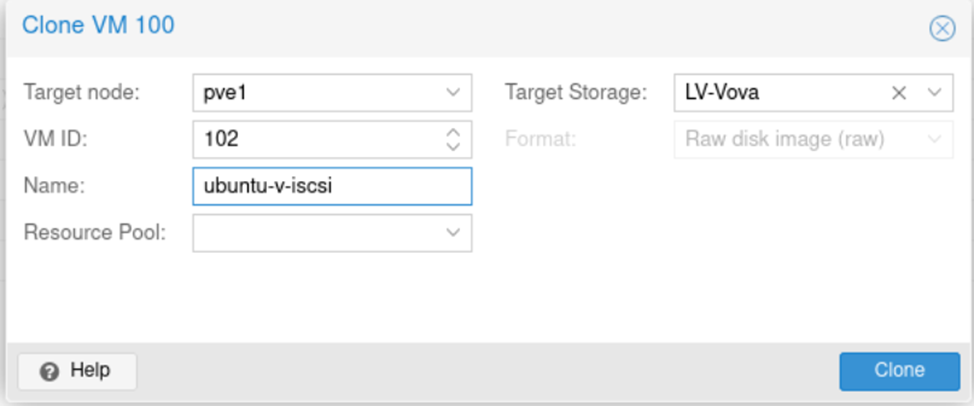 Clone VM 100
Target node: pve1
Target Storage: LV-Vova
VM ID: 102
Format: Raw disk image (raw)
Name: ubuntu-v-iscsi
Resource Pool:
Help
Clone